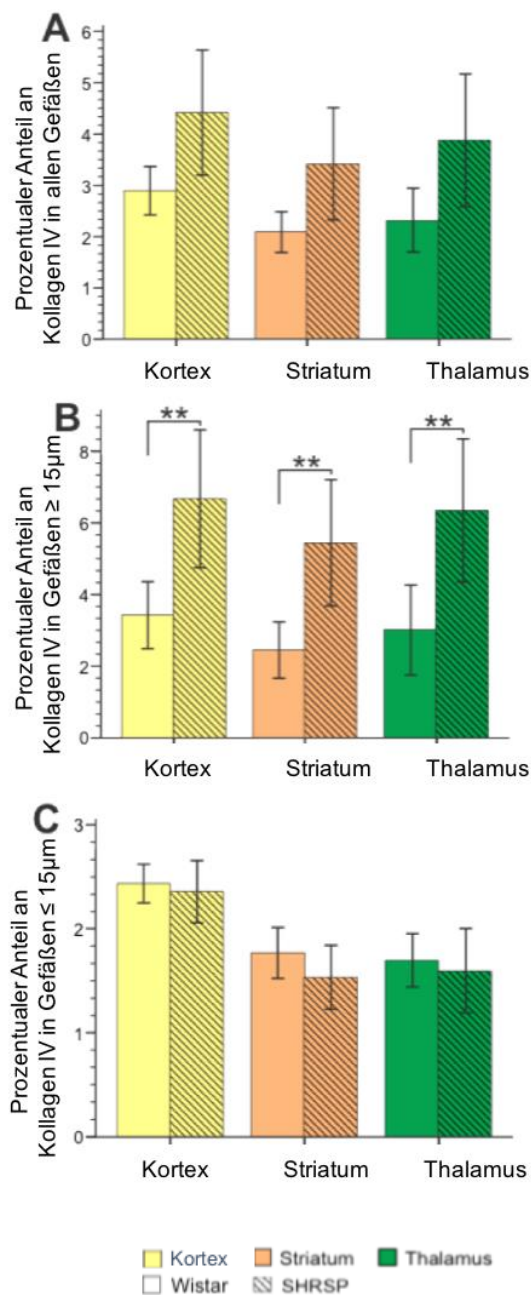 A
Prozentualer Anteil an
Kollagen IV in allen Gefäßen
6
5
4
3
2
1
0
Kortex Striatum Thalamus
B
Prozentualer Anteil an
Kollagen IV in Gefäßen ≥ 15µm
** ** **
8
6
4
2
0
Kortex Striatum Thalamus
C
Prozentualer Anteil an
Kollagen IV in Gefäßen ≤ 15µm
3
2
1
0
Kortex Striatum Thalamus
Kortex Striatum Thalamus
Wistar SHRSP